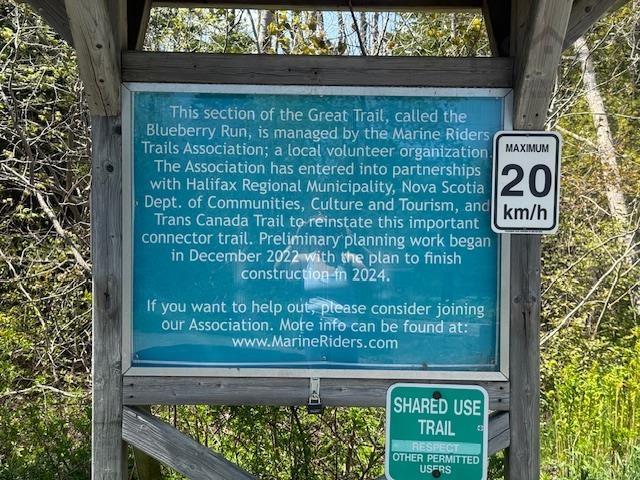 This section of the Great Trail, called the
Blueberry Run, is managed by the Marine Riders
Trails Association; a local volunteer organization.
The Association has entered into partnerships
with Halifax Regional Municipality, Nova Scotia
Dept. of Communities, Culture and Tourism, and
Trans Canada Trail to reinstate this important
connector trail. Preliminary planning work began
in December 2022 with the plan to finish
construction in 2024.
If you want to help out, please consider joining
our Association. More info can be found at:
www.MarineRiders.com
MAXIMUM
20
km/h
SHARED USE
TRAIL
RESPECT
OTHER PERMITTED
USERS